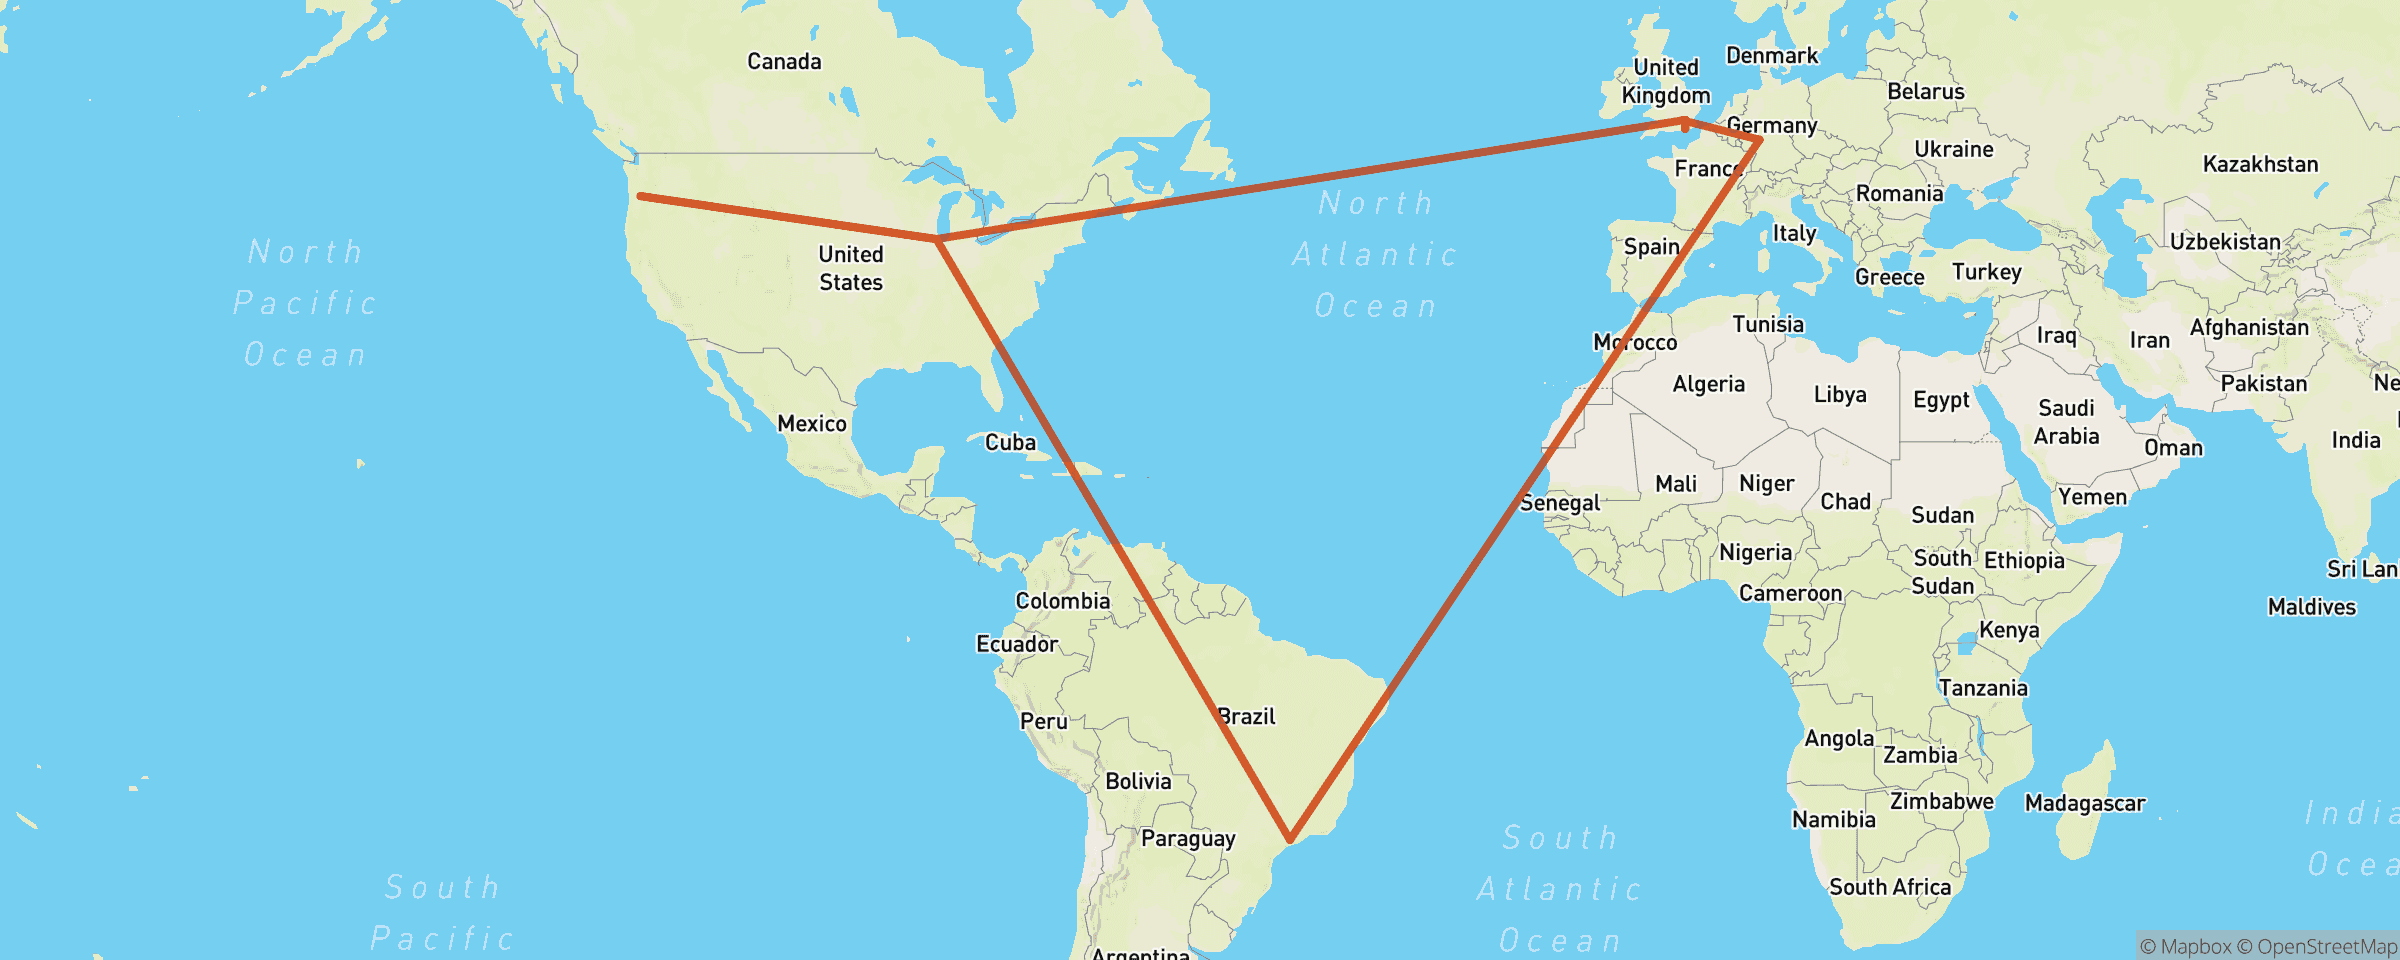 Canada
United
Kingdom
Denmark
Belarus
Germany
Ukraine
France
Kazakhstan
Romania
North
Atlantic
Ocean
North
Pacific
Ocean
United
States
Spain
Italy
Uzbekistan
Greece
Turkey
Tunisia
Morocco
Iraq
Iran
Afghanistan
Algeria
Libya
Egypt
Pakistan
Ne
Saudi
Arabia
Mexico
Cuba
India
Oman
Mali
Niger
Chad
Yemen
Senegal
Sudan
Nigeria
South
Sudan
Ethiopia
Sri Lan
Cameroon
Colombia
Maldives
Ecuador
Kenya
Tanzania
Peru
Brazil
Angola
Zambia
Bolivia
Zimbabwe
Madagascar
Namibia
Paraguay
India
Ocea
South
Atlantic
Ocean
South
Pacific
South Africa
Argentina
© Mapbox © OpenStreetMap